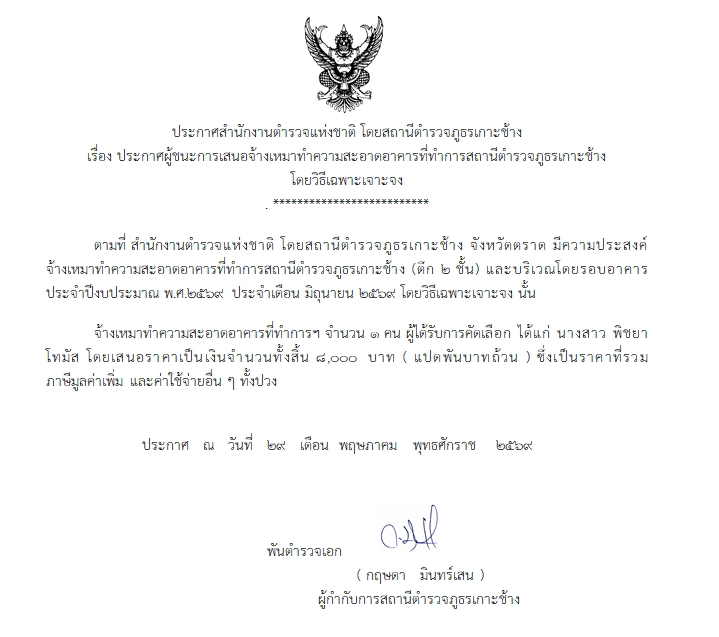 ประกาศสำนักงานตำรวจแห่งชาติ โดยสถานีตำรวจภูธรเกาะช้าง
เรื่อง ประกาศผู้ชนะการเสนอจ้างเหมาทำความสะอาดอาคารที่ทำการสถานีตำรวจภูธรเกาะช้าง
โดยวิธีเฉพาะเจาะจง
. **************************
ตามที่ สำนักงานตำรวจแห่งชาติ โดยสถานีตำรวจภูธรเกาะช้าง จังหวัดตราด มีความประสงค์
จ้างเหมาทำความสะอาดอาคารที่ทำการสถานีตำรวจภูธรเกาะช้าง (ตึก ๒ ชั้น) และบริเวณโดยรอบอาคาร
ประจำปีงบประมาณ พ.ศ.๒๕๖๙ ประจำเดือน มิถุนายน ๒๕๖๙ โดยวิธีเฉพาะเจาะจง นั้น
จ้างเหมาทำความสะอาดอาคารที่ทำการฯ จำนวน ๑ คน ผู้ได้รับการคัดเลือก ได้แก่ นางสาว พิชยา
โทมัส โดยเสนอราคาเป็นเงินจำนวนทั้งสิ้น ๘,๐๐๐ บาท ( แปดพันบาทถ้วน ) ซึ่งเป็นราคาที่รวม
ภาษีมูลค่าเพิ่ม และค่าใช้จ่ายอื่น ๆ ทั้งปวง
ประกาศ ณ วันที่ ๒๙ เดือน พฤษภาคม พุทธศักราช ๒๕๖๙
พันตำรวจเอก
( กฤษดา มินทร์เสน )
ผู้กำกับการสถานีตำรวจภูธรเกาะช้าง